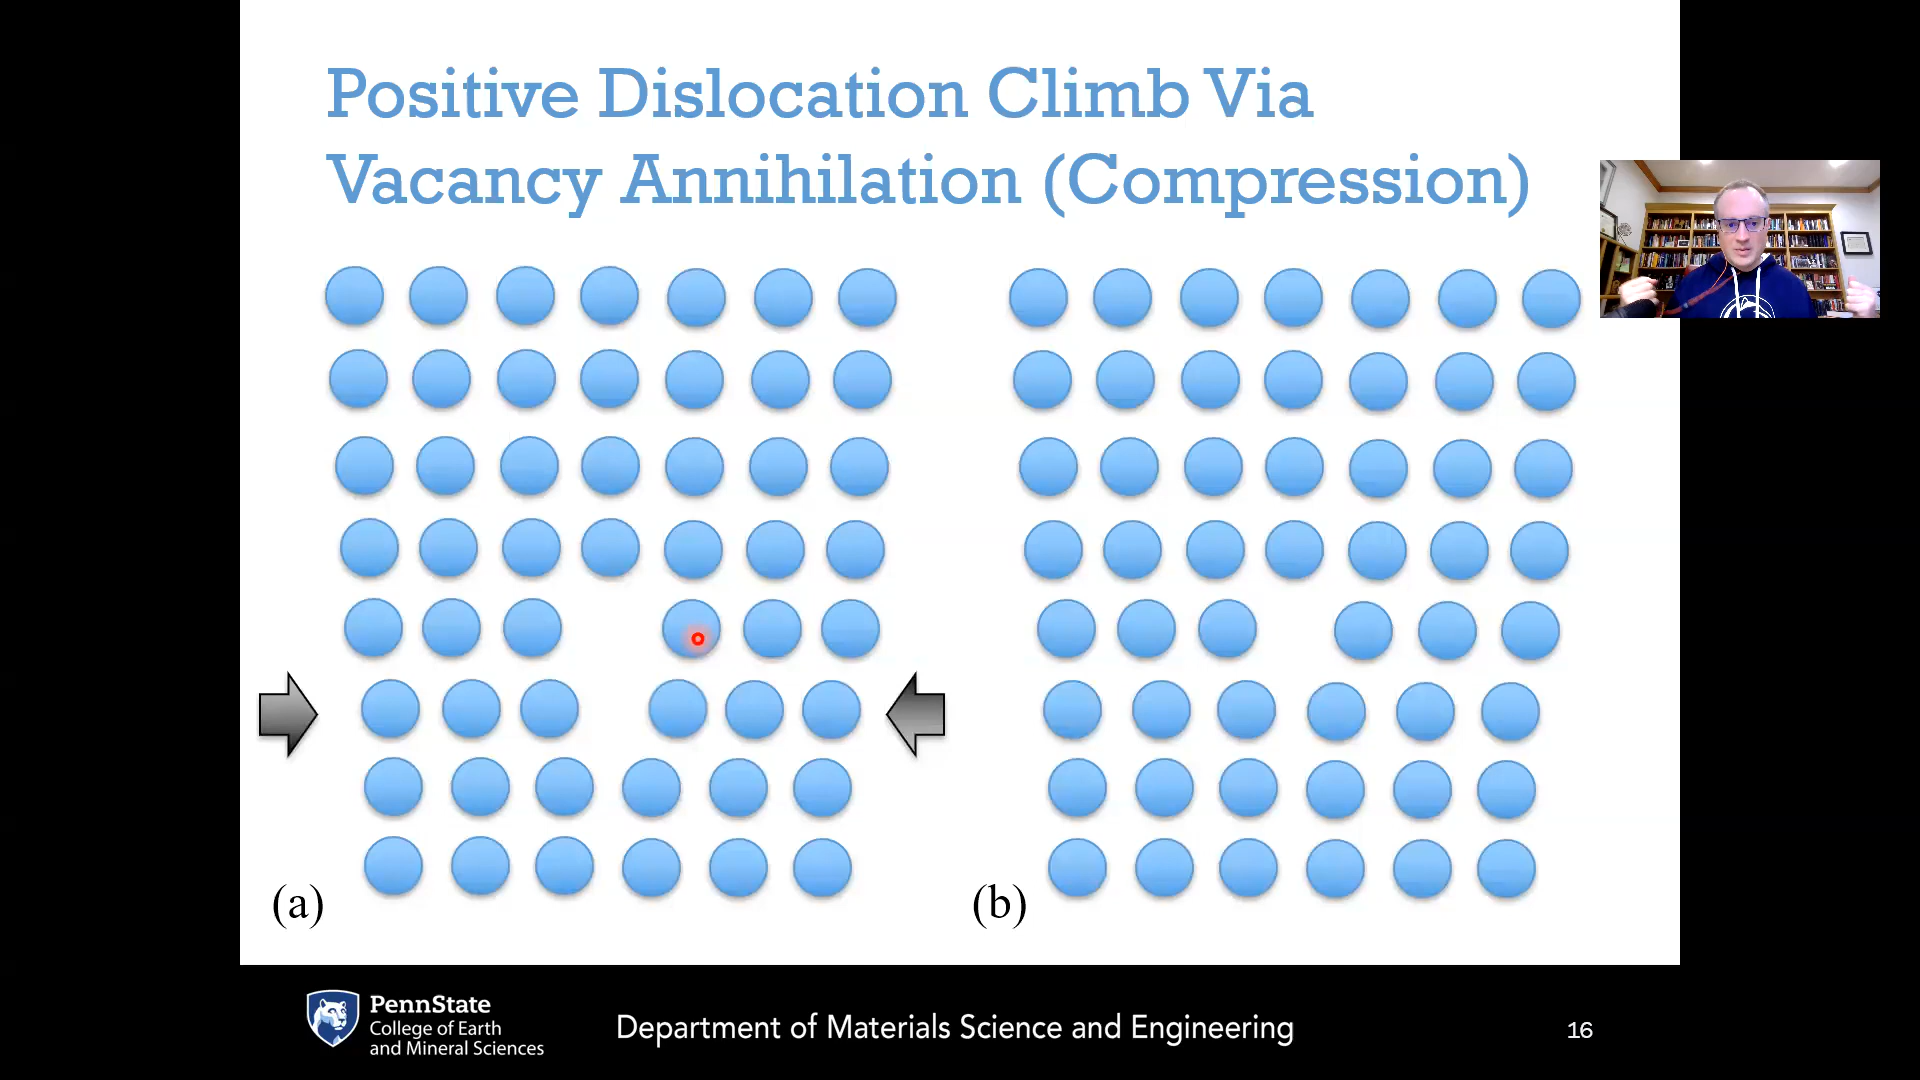 Positive Dislocation Climb Via
Vacancy Annihilation (Compression)
(a)
(b)
PennState
College of Earth
and Mineral Sciences
Department of Materials Science and Engineering
16